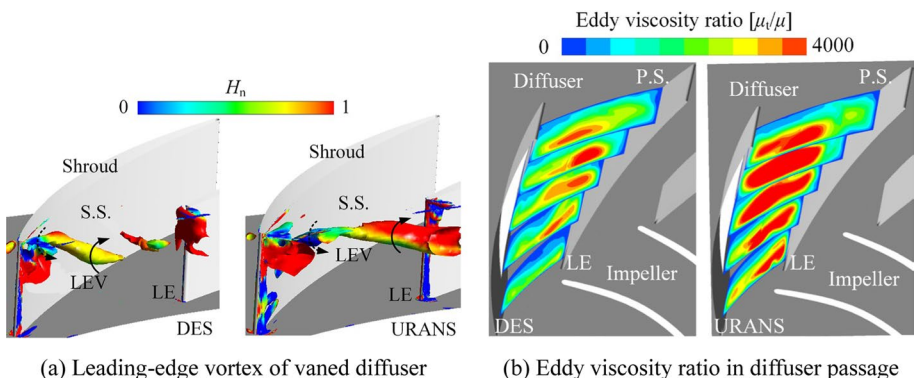 Eddy viscosity ratio [μt/μ]
0 4000
Hn
0 1
Shroud
S.S.
LEV
LE
DES
Shroud
S.S.
LEV
LE
URANS
Diffuser
P.S.
LE
Impeller
DES
Diffuser
P.S.
LE
Impeller
URANS
(a) Leading-edge vortex of vaned diffuser
(b) Eddy viscosity ratio in diffuser passage